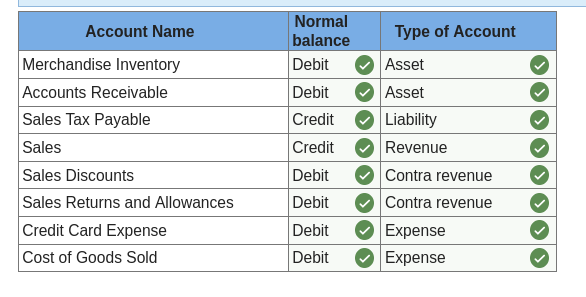 Account Name Normal balance Type of Account
Merchandise Inventory Debit Asset
Accounts Receivable Debit Asset
Sales Tax Payable Credit Liability
Sales Credit Revenue
Sales Discounts Debit Contra revenue
Sales Returns and Allowances Debit Contra revenue
Credit Card Expense Debit Expense
Cost of Goods Sold Debit Expense